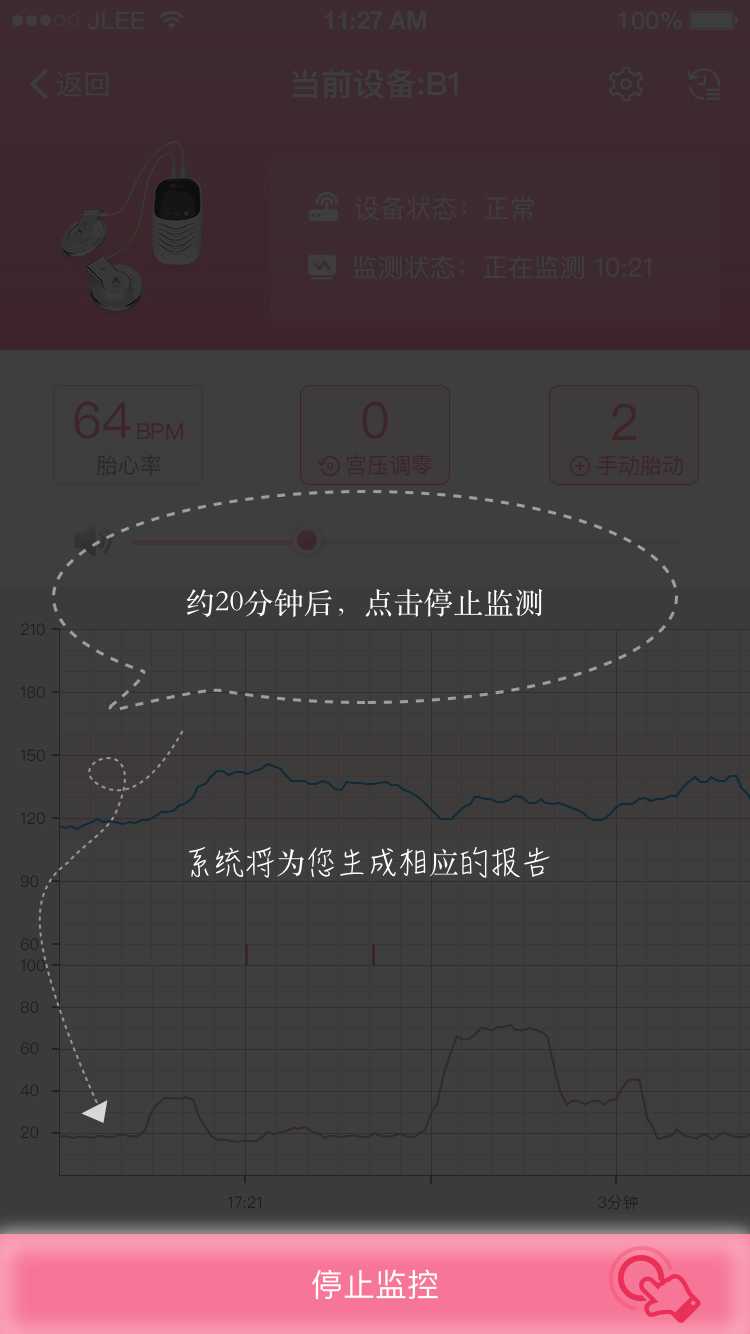 JLEE
11:27 AM
100%
返回
当前设备:B1
设备状态：正常
监测状态：正在监测 10:21
64 BPM
胎心率
0
宫压调零
2
手动胎动
约20分钟后，点击停止监测
210
180
150
120
系统将为您生成相应的报告
90
60
100
80
60
40
20
17:21
3分钟
停止监控